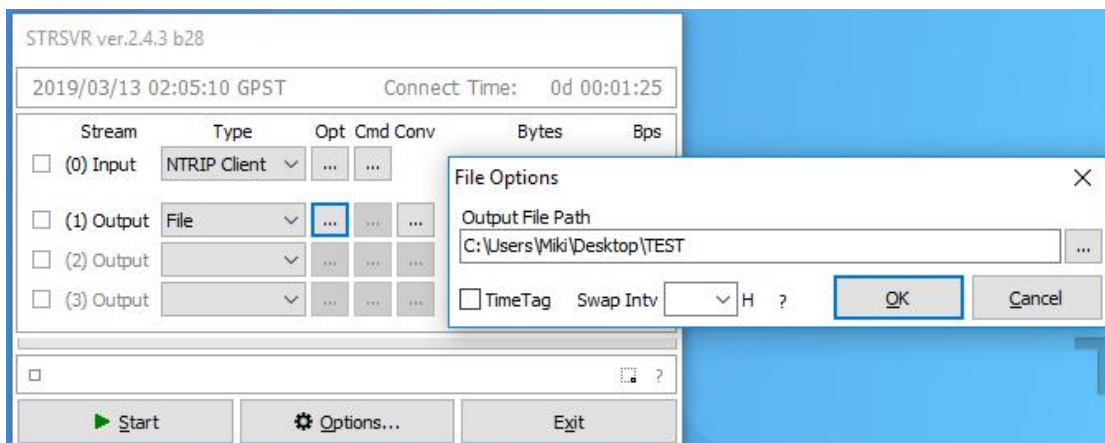 STRSVR ver.2.4.3 b28
2019/03/13 02:05:10 GPST Connect Time: 0d 00:01:25
Stream Type Opt Cmd Conv Bytes Bps
(0) Input NTRIP Client ... ...
(1) Output File ... ... ...
(2) Output ... ... ...
(3) Output ... ... ...
?
Start Options... Exit
File Options
Output File Path
C:\Users\Miki\Desktop\TEST ...
TimeTag Swap Intv H ? OK Cancel